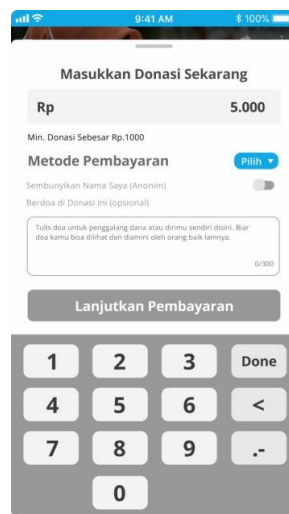 9:41 AM
100%
Masukkan Donasi Sekarang
Rp 5.000
Min. Donasi Sebesar Rp.1000
Metode Pembayaran Pilih
Sembunyikan Nama Saya (Anonim)
Berdoa di Donasi ini (opsional)
Tulis doa untuk penggalang dana atau dirimu sendiri disini. Biar
doa kamu bisa dilihat dan diamini oleh orang baik lainnya.
0/300
Lanjutkan Pembayaran
1 2 3 Done
4 5 6 <
7 8 9 .-
0